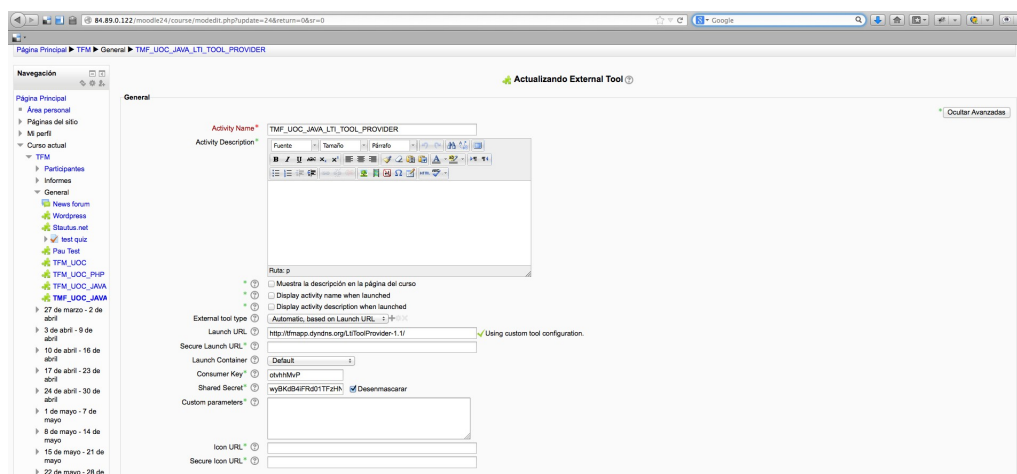 84.89.0.122/moodle24/course/modedit.php?update=24&return=0&sr=0
Google
Página Principal ▶ TFM ▶ General ▶ TMF_UOC_JAVA_LTI_TOOL_PROVIDER
Navegación
Página Principal
Área personal
Páginas del sitio
Mi perfil
Curso actual
TFM
Participantes
Informes
General
News forum
Wordpress
Stautus.net
test quiz
Pau Test
TFM_UOC
TFM_UOC_PHP
TFM_UOC_JAVA
TMF_UOC_JAVA
27 de marzo - 2 de
abril
3 de abril - 9 de
abril
10 de abril - 16 de
abril
17 de abril - 23 de
abril
24 de abril - 30 de
abril
1 de mayo - 7 de
mayo
8 de mayo - 14 de
mayo
15 de mayo - 21 de
mayo
22 de mayo - 28 de
Actualizando External Tool
General
* Ocultar Avanzadas
Activity Name* TMF_UOC_JAVA_LTI_TOOL_PROVIDER
Activity Description*
Fuente Tamaño Párrafo
B I U ABC X₂ X²
HTML
Ruta: p
* Muestra la descripción en la página del curso
* Display activity name when launched
* Display activity description when launched
External tool type Automatic, based on Launch URL
Launch URL http://tfmapp.dyndns.org/LtiToolProvider-1.1/ Using custom tool configuration.
Secure Launch URL*
Launch Container Default
Consumer Key* otvhhMvP
Shared Secret* wyBKdB4iFRd01TFzHN Desenmascarar
Custom parameters*
Icon URL*
Secure Icon URL*